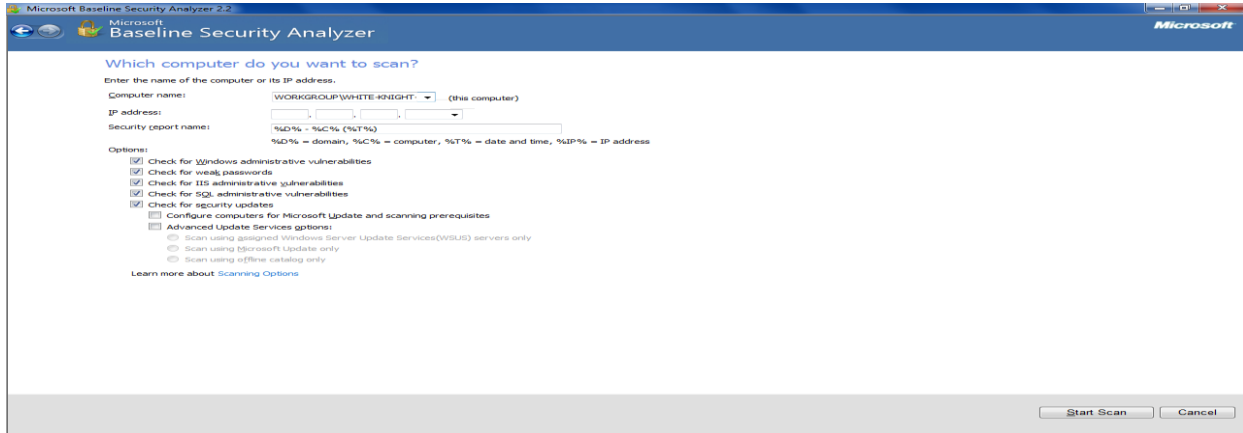 Microsoft Baseline Security Analyzer 2.2
Microsoft
Baseline Security Analyzer
Microsoft
Which computer do you want to scan?
Enter the name of the computer or its IP address.
Computer name: WORKGROUP\WHITE-KNIGHT- (this computer)
IP address: . . .
Security report name: %D% - %C% (%T%)
%D% = domain, %C% = computer, %T% = date and time, %IP% = IP address
Options:
Check for Windows administrative vulnerabilities
Check for weak passwords
Check for IIS administrative vulnerabilities
Check for SQL administrative vulnerabilities
Check for security updates
Configure computers for Microsoft Update and scanning prerequisites
Advanced Update Services options:
Scan using assigned Windows Server Update Services(WSUS) servers only
Scan using Microsoft Update only
Scan using offline catalog only
Learn more about Scanning Options
Start Scan Cancel